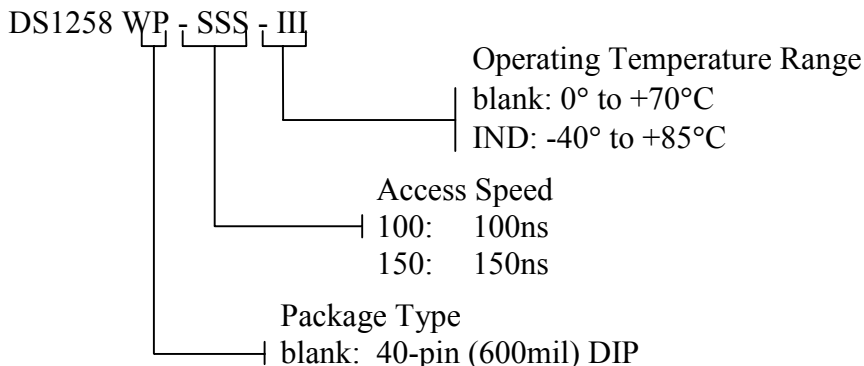 DS1258 WP - SSS - III
Operating Temperature Range
blank: 0° to +70°C
IND: -40° to +85°C
Access Speed
100: 100ns
150: 150ns
Package Type
blank: 40-pin (600mil) DIP